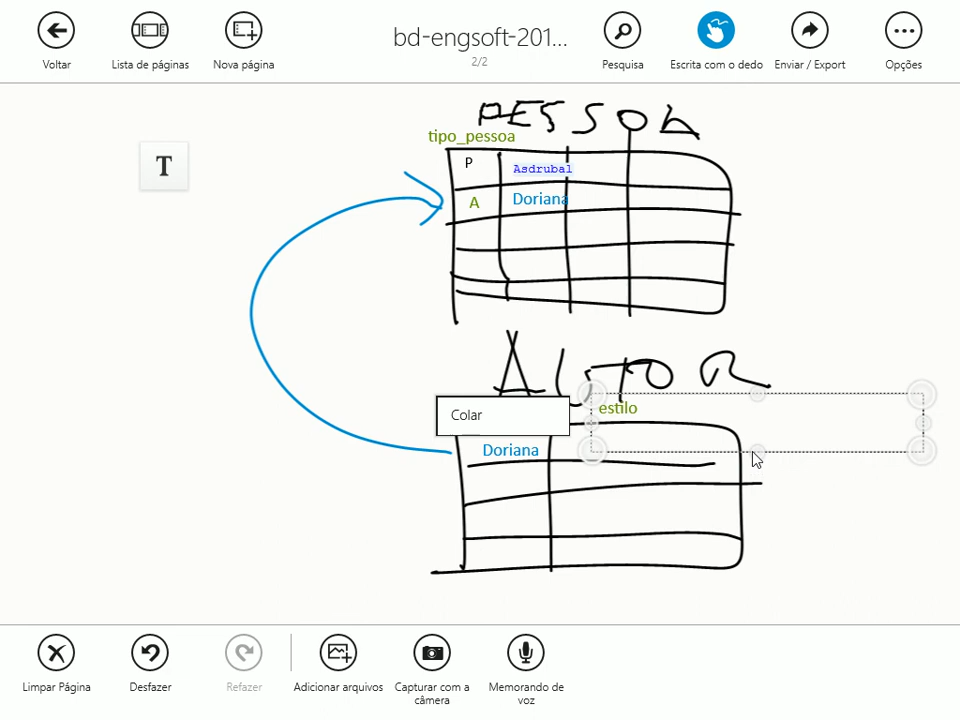 bd-engsoft-201...
2/2
Voltar
Lista de páginas
Nova página
Pesquisa
Escrita com o dedo
Enviar / Export
Opções
PESSOA
tipo_pessoa
T
P
Asdrubal
A
Doriana
AUTOR
Colar
estilo
Doriana
Limpar Página
Desfazer
Refazer
Adicionar arquivos
Capturar com a
câmera
Memorando de
voz